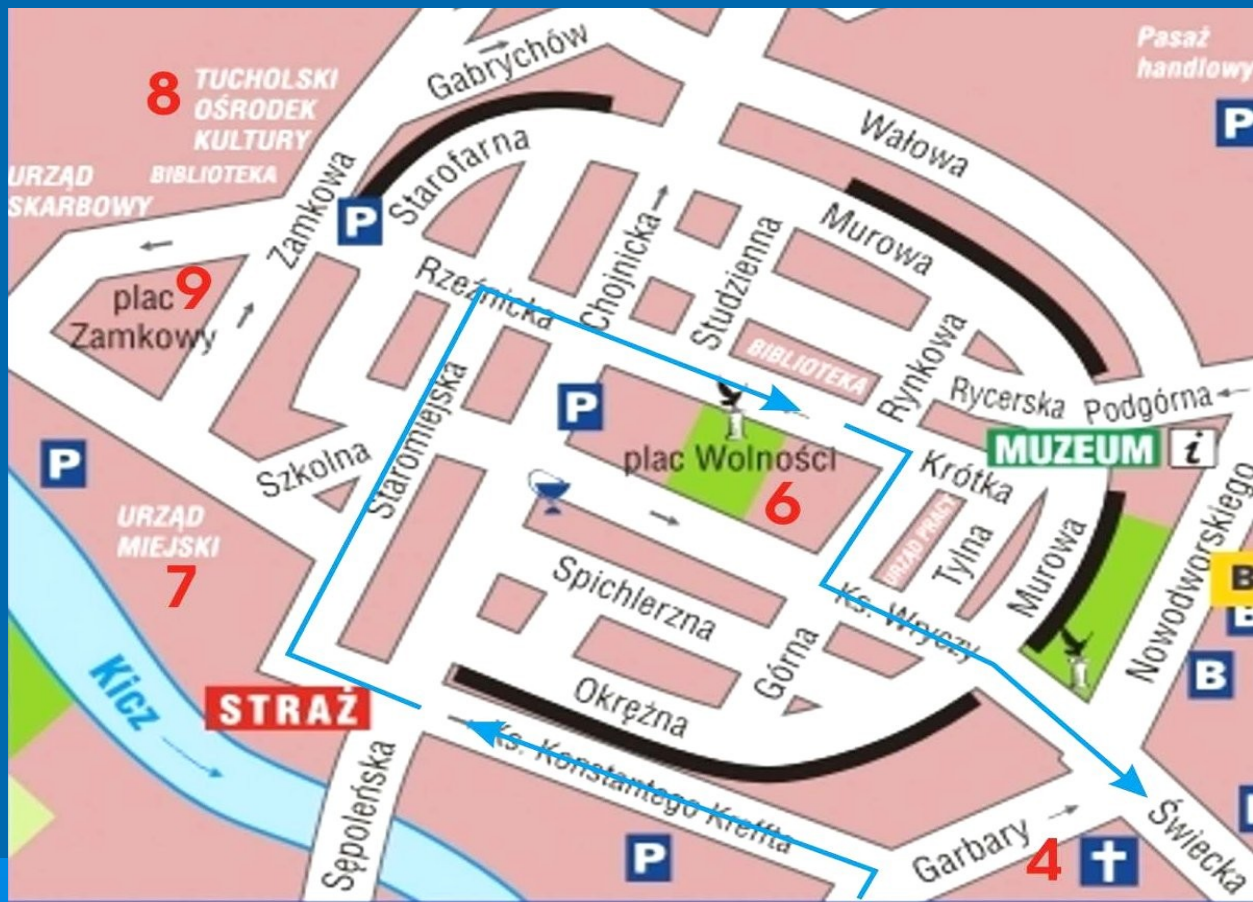 Pasaż
handlowy
P
8
TUCHOLSKI
OŚRODEK
KULTURY
BIBLIOTEKA
URZĄD
SKARBOWY
Gabrychów
Starofarna
Zamkowa
P
Wałowa
Murowa
Chojnicka
Studzienna
Rzeźnicka
plac
Zamkowy
9
BIBLIOTEKA
Rynkowa
Rycerska
Podgórna
MUZEUM
i
P
plac Wolności
6
Krótka
Staromiejska
Szkolna
P
URZĄD
MIEJSKI
7
URZĄD PRACY
Tylna
Murowa
Nowodworskiego
B
B
Spichlerzna
Ks. Wryczy
Górna
Okrężna
Kicz
STRAŻ
Ks. Konstantego Kreffta
Sępoleńska
P
Garbary
4
Świecka